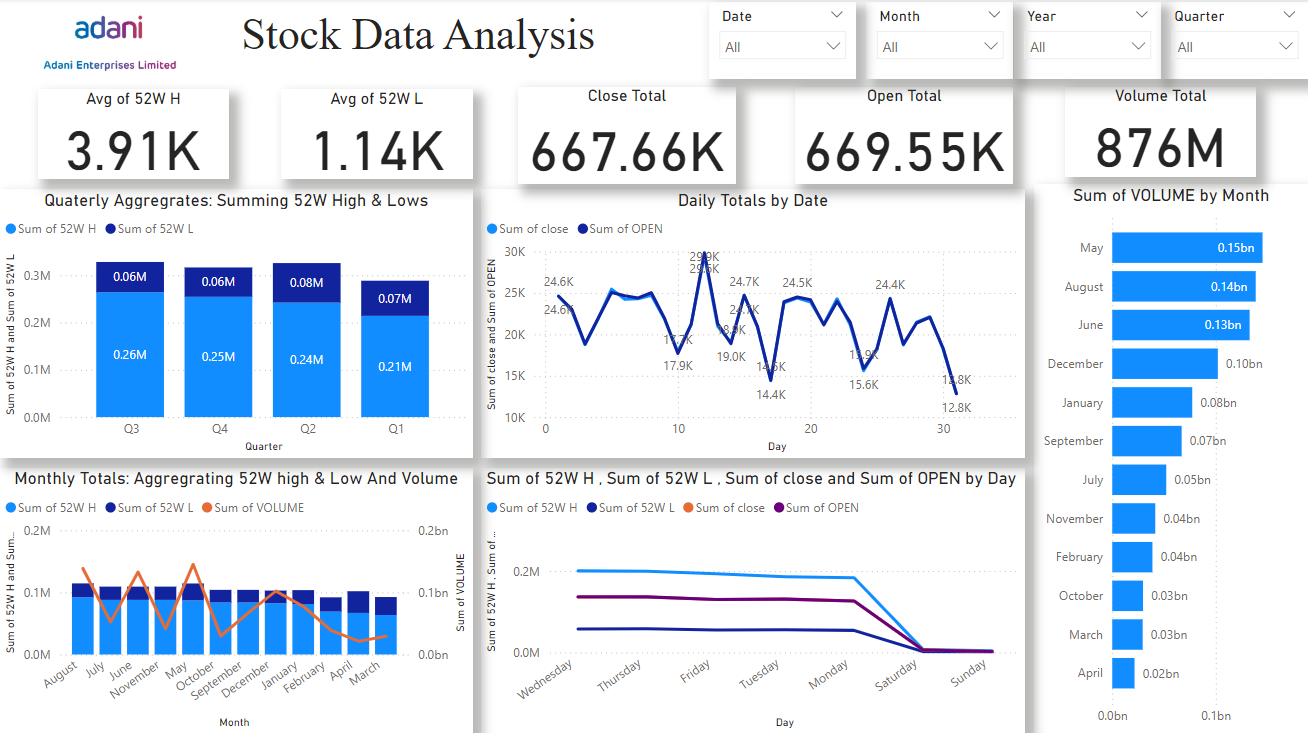 adani
Adani Enterprises Limited
Stock Data Analysis
Date
All
Month
All
Year
All
Quarter
All
Avg of 52W H
3.91K
Avg of 52W L
1.14K
Close Total
667.66K
Open Total
669.55K
Volume Total
876M
Quaterly Aggregrates: Summing 52W High & Lows
Sum of 52W H Sum of 52W L
Sum of 52W H and Sum of 52W L
0.3M
0.2M
0.1M
0.0M
0.06M 0.06M 0.08M 0.07M
0.26M 0.25M 0.24M 0.21M
Q3 Q4 Q2 Q1
Quarter
Daily Totals by Date
Sum of close Sum of OPEN
Sum of close and Sum of OPEN
30K
25K
20K
15K
10K
24.6K
24.6K
17.7K
17.9K
29.9K
18.9K
19.0K
24.7K
24.7K
14.4K
24.5K
15.9K
15.6K
24.4K
12.8K
12.8K
0 10 20 30
Day
Sum of VOLUME by Month
May 0.15bn
August 0.14bn
June 0.13bn
December 0.10bn
January 0.08bn
September 0.07bn
July 0.05bn
November 0.04bn
February 0.04bn
October 0.03bn
March 0.03bn
April 0.02bn
0.0bn 0.1bn
Monthly Totals: Aggregrating 52W high & Low And Volume
Sum of 52W H Sum of 52W L Sum of VOLUME
Sum of 52W H and Sum...
0.2M
0.1M
0.0M
0.2bn
0.1bn
0.0bn
Sum of VOLUME
August July June November May October September December January February April March
Month
Sum of 52W H , Sum of 52W L , Sum of close and Sum of OPEN by Day
Sum of 52W H Sum of 52W L Sum of close Sum of OPEN
Sum of 52W H , Sum of ...
0.2M
0.0M
Wednesday Thursday Friday Tuesday Monday Saturday Sunday
Day